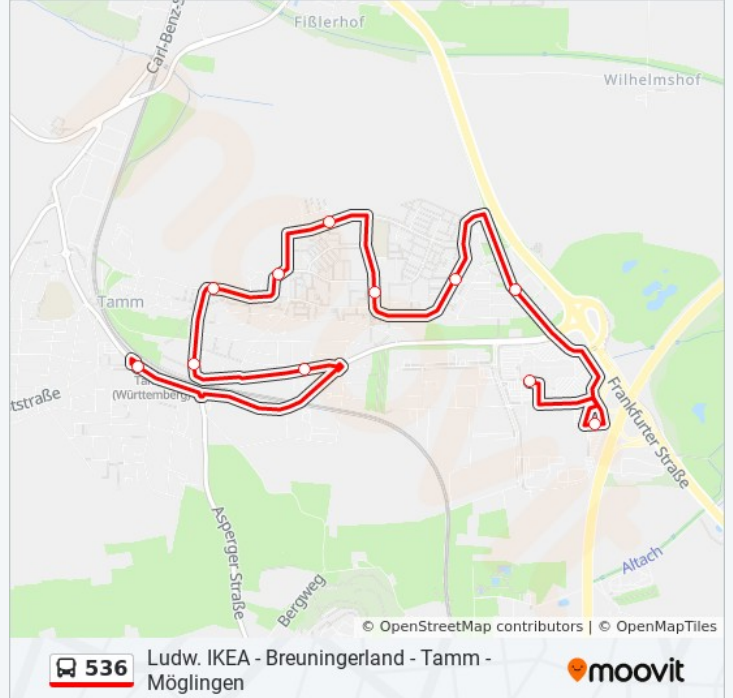 Fißlerhof
Carl-Benz-S
Wilhelmshof
Tamm
Ta
(Württemberg)
tstraße
A
Frankfurter Straße
Asperger Straße
Bergweg
Altach
© OpenStreetMap contributors | © OpenMapTiles
536
Ludw. IKEA - Breuningerland - Tamm -
Möglingen
moovit